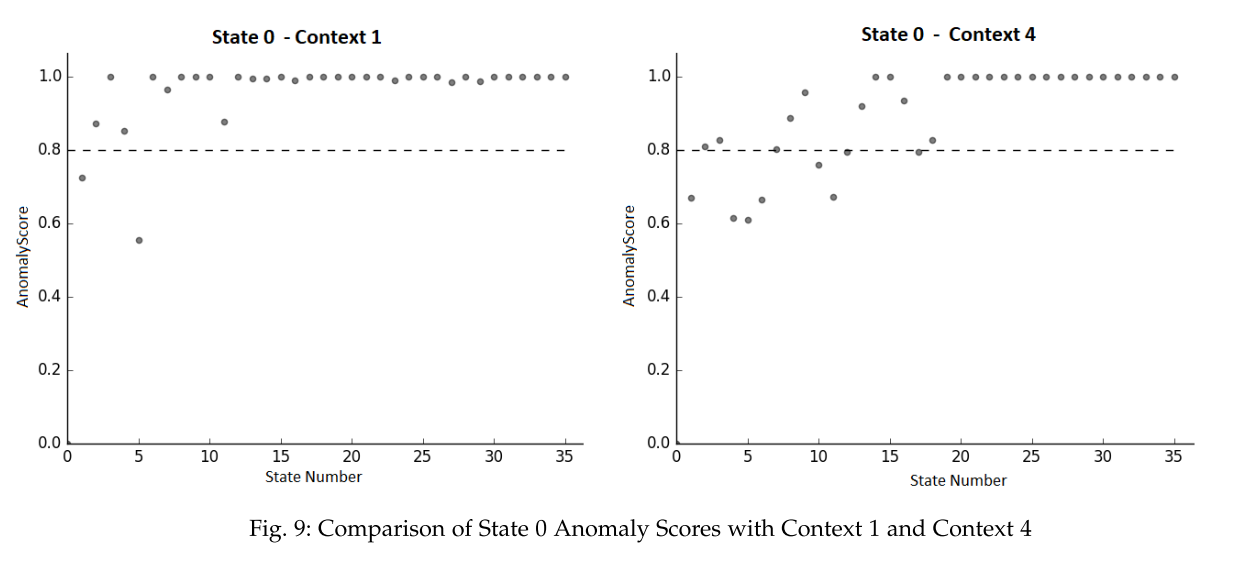 State 0 - Context 1
1.0
0.8
0.6
0.4
0.2
0.0
AnomalyScore
0 5 10 15 20 25 30 35
State Number
State 0 - Context 4
1.0
0.8
0.6
0.4
0.2
0.0
AnomalyScore
0 5 10 15 20 25 30 35
State Number
Fig. 9: Comparison of State 0 Anomaly Scores with Context 1 and Context 4